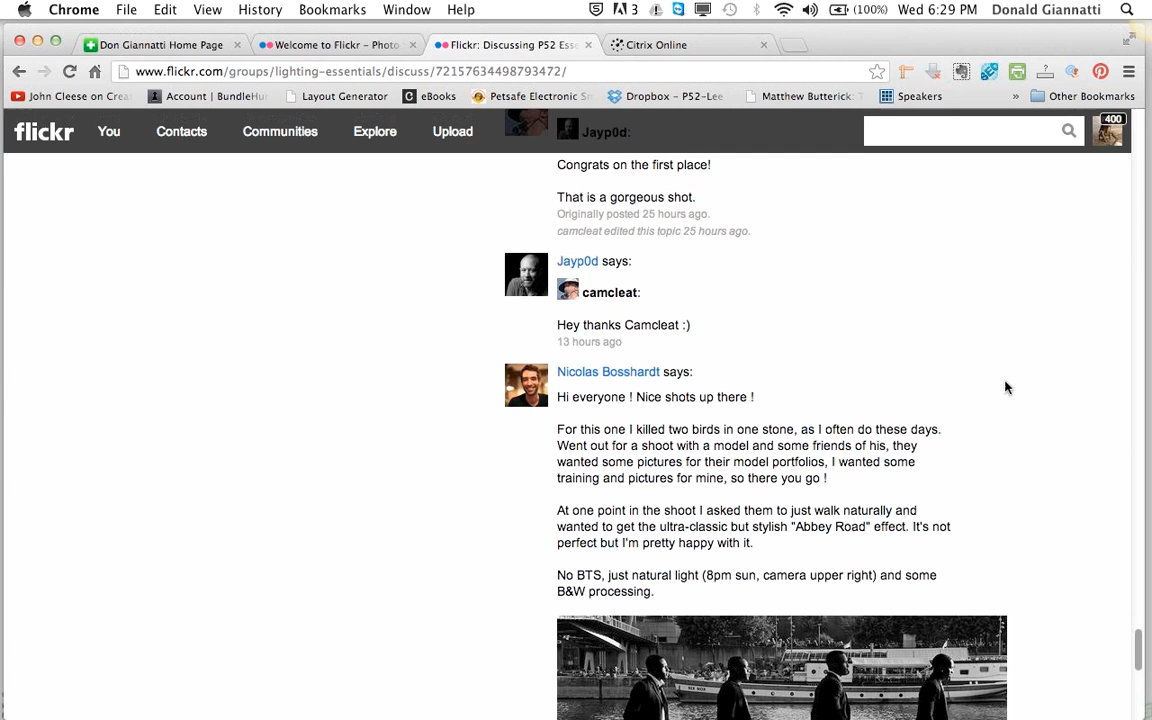 Chrome File Edit View History Bookmarks Window Help 3 (100%) Wed 6:29 PM Donald Giannatti
Don Giannatti Home Page Welcome to Flickr - Photo Flickr: Discussing P52 Esse Citrix Online
www.flickr.com/groups/lighting-essentials/discuss/72157634498793472/
John Cleese on Crea Account | BundleHu Layout Generator eBooks Petsafe Electronic Sm Dropbox - P52-Lee Matthew Butterick: T Speakers » Other Bookmarks
flickr You Contacts Communities Explore Upload 400
Jayp0d:
Congrats on the first place!
That is a gorgeous shot.
Originally posted 25 hours ago.
camcleat edited this topic 25 hours ago.
Jayp0d says:
camcleat:
Hey thanks Camcleat :)
13 hours ago
Nicolas Bosshardt says:
Hi everyone ! Nice shots up there !
For this one I killed two birds in one stone, as I often do these days.
Went out for a shoot with a model and some friends of his, they
wanted some pictures for their model portfolios, I wanted some
training and pictures for mine, so there you go !
At one point in the shoot I asked them to just walk naturally and
wanted to get the ultra-classic but stylish "Abbey Road" effect. It's not
perfect but I'm pretty happy with it.
No BTS, just natural light (8pm sun, camera upper right) and some
B&W processing.